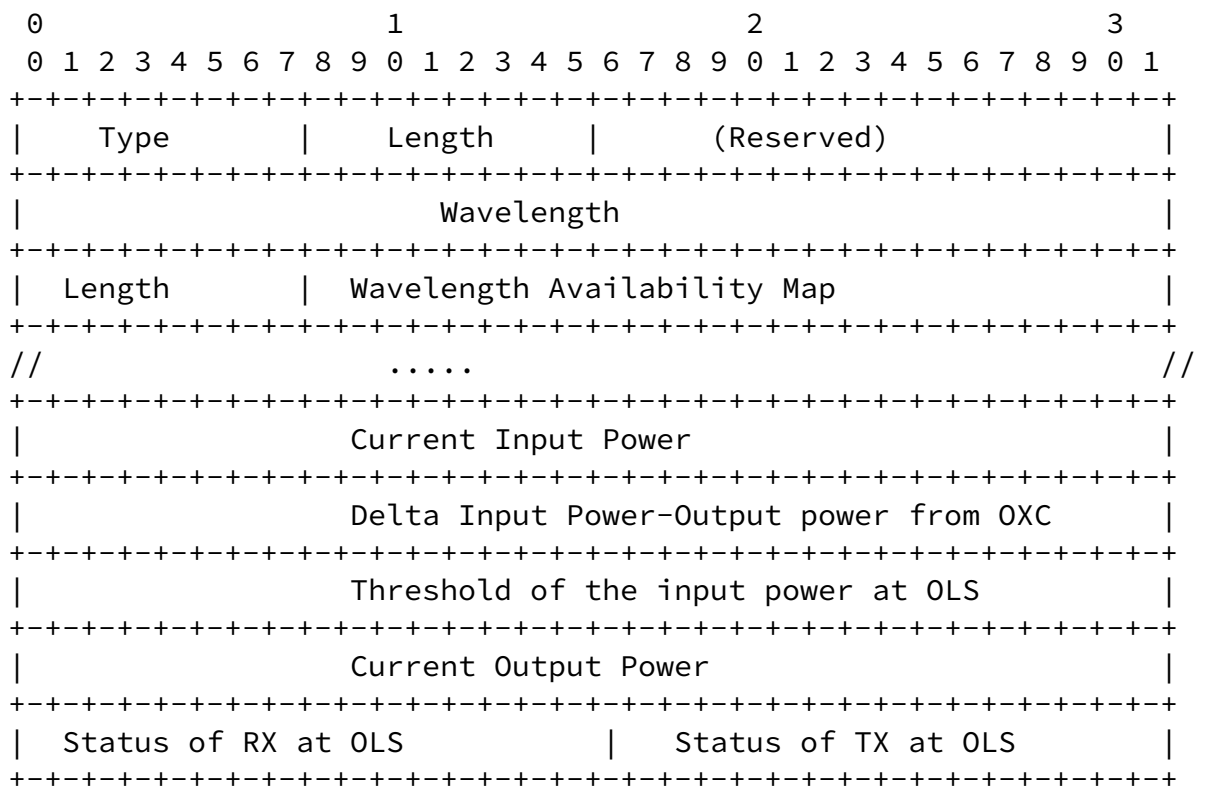 0                   1                   2                   3
 0 1 2 3 4 5 6 7 8 9 0 1 2 3 4 5 6 7 8 9 0 1 2 3 4 5 6 7 8 9 0 1
+-+-+-+-+-+-+-+-+-+-+-+-+-+-+-+-+-+-+-+-+-+-+-+-+-+-+-+-+-+-+-+-+
|    Type       |    Length     |      (Reserved)               |
+-+-+-+-+-+-+-+-+-+-+-+-+-+-+-+-+-+-+-+-+-+-+-+-+-+-+-+-+-+-+-+-+
|                       Wavelength                              |
+-+-+-+-+-+-+-+-+-+-+-+-+-+-+-+-+-+-+-+-+-+-+-+-+-+-+-+-+-+-+-+-+
|  Length       |  Wavelength Availability Map                  |
+-+-+-+-+-+-+-+-+-+-+-+-+-+-+-+-+-+-+-+-+-+-+-+-+-+-+-+-+-+-+-+-+
//                   .....                                      //
+-+-+-+-+-+-+-+-+-+-+-+-+-+-+-+-+-+-+-+-+-+-+-+-+-+-+-+-+-+-+-+-+
|                  Current Input Power                          |
+-+-+-+-+-+-+-+-+-+-+-+-+-+-+-+-+-+-+-+-+-+-+-+-+-+-+-+-+-+-+-+-+
|                  Delta Input Power-Output power from OXC      |
+-+-+-+-+-+-+-+-+-+-+-+-+-+-+-+-+-+-+-+-+-+-+-+-+-+-+-+-+-+-+-+-+
|                  Threshold of the input power at OLS          |
+-+-+-+-+-+-+-+-+-+-+-+-+-+-+-+-+-+-+-+-+-+-+-+-+-+-+-+-+-+-+-+-+
|                  Current Output Power                         |
+-+-+-+-+-+-+-+-+-+-+-+-+-+-+-+-+-+-+-+-+-+-+-+-+-+-+-+-+-+-+-+-+
|  Status of RX at OLS           |   Status of TX at OLS        |
+-+-+-+-+-+-+-+-+-+-+-+-+-+-+-+-+-+-+-+-+-+-+-+-+-+-+-+-+-+-+-+-+